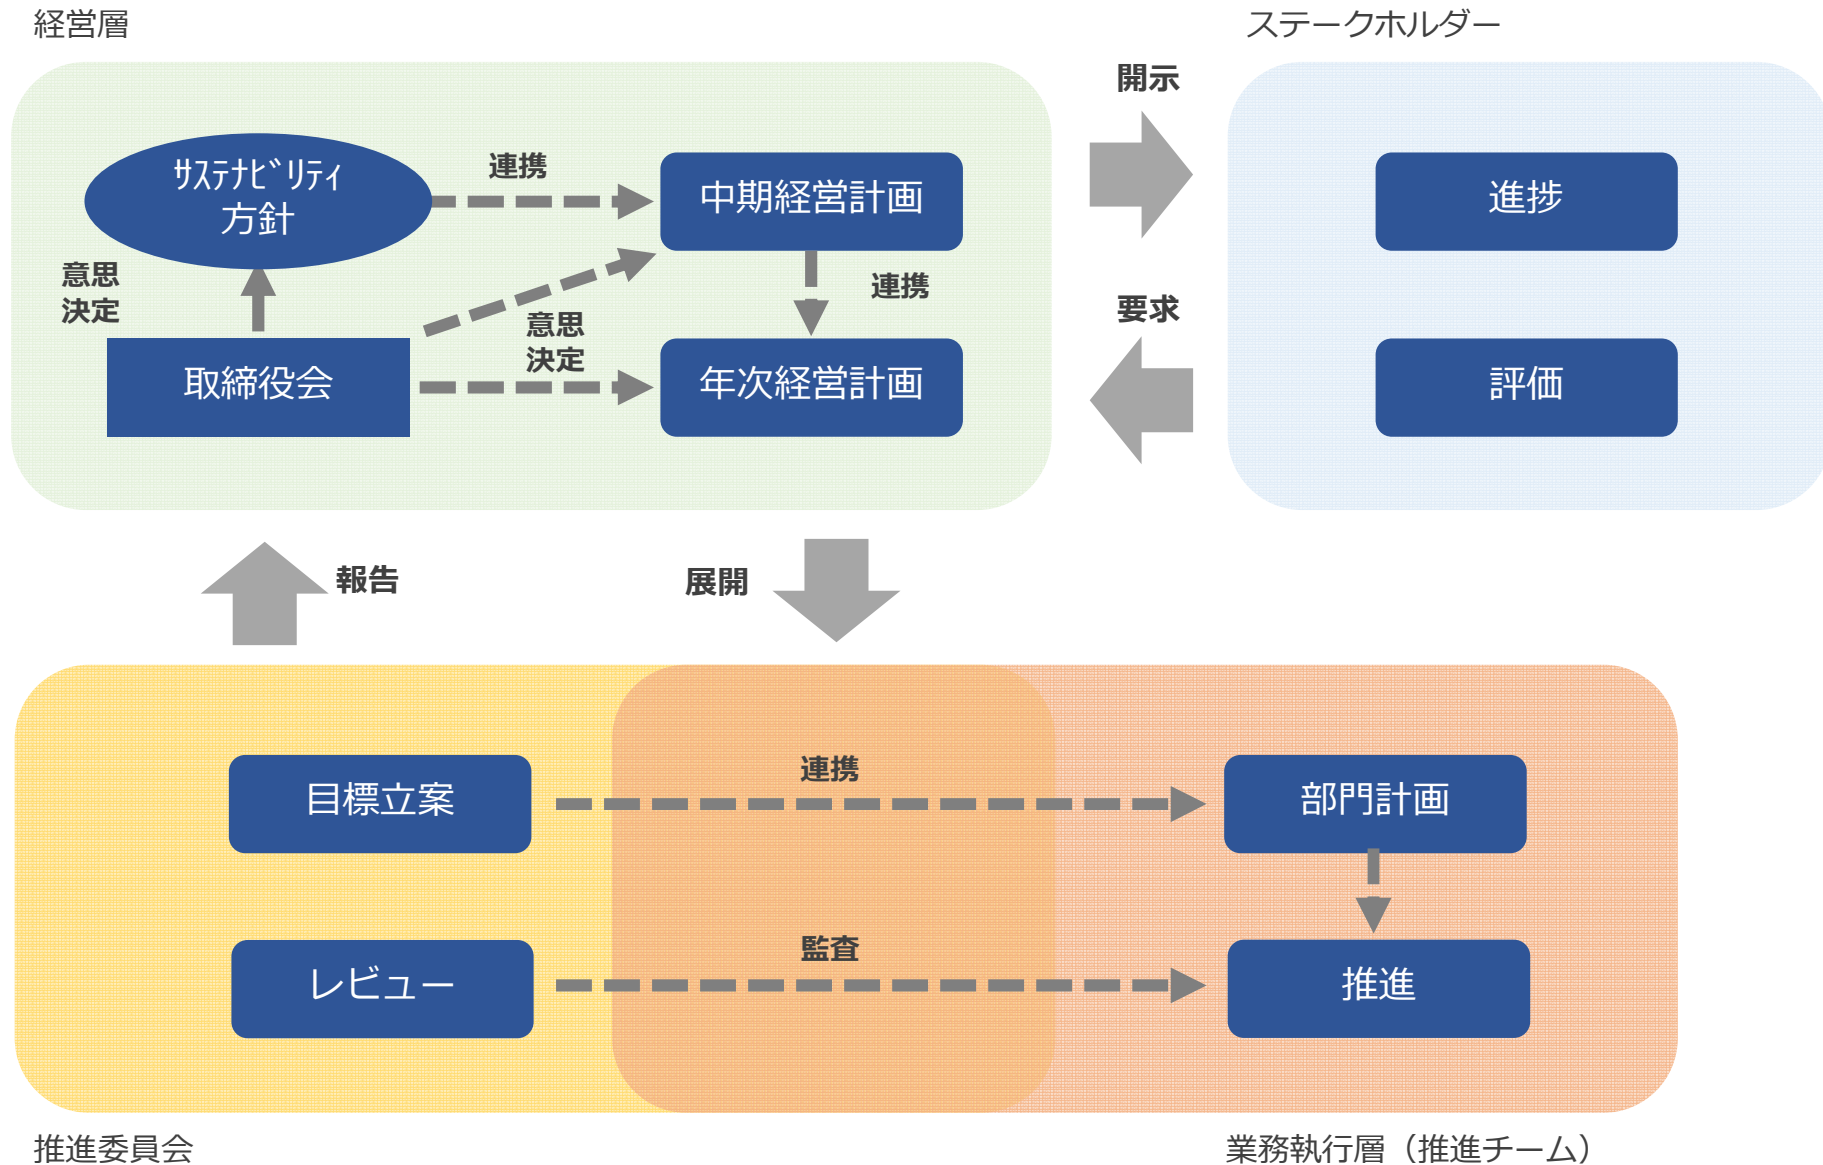 経営層
ステークホルダー
開示
ｻｽﾃﾅﾋﾞﾘﾃｨ
方針
連携
中期経営計画
進捗
意思
決定
連携
要求
意思
決定
取締役会
年次経営計画
評価
報告
展開
目標立案
連携
部門計画
レビュー
監査
推進
推進委員会
業務執行層（推進チーム）